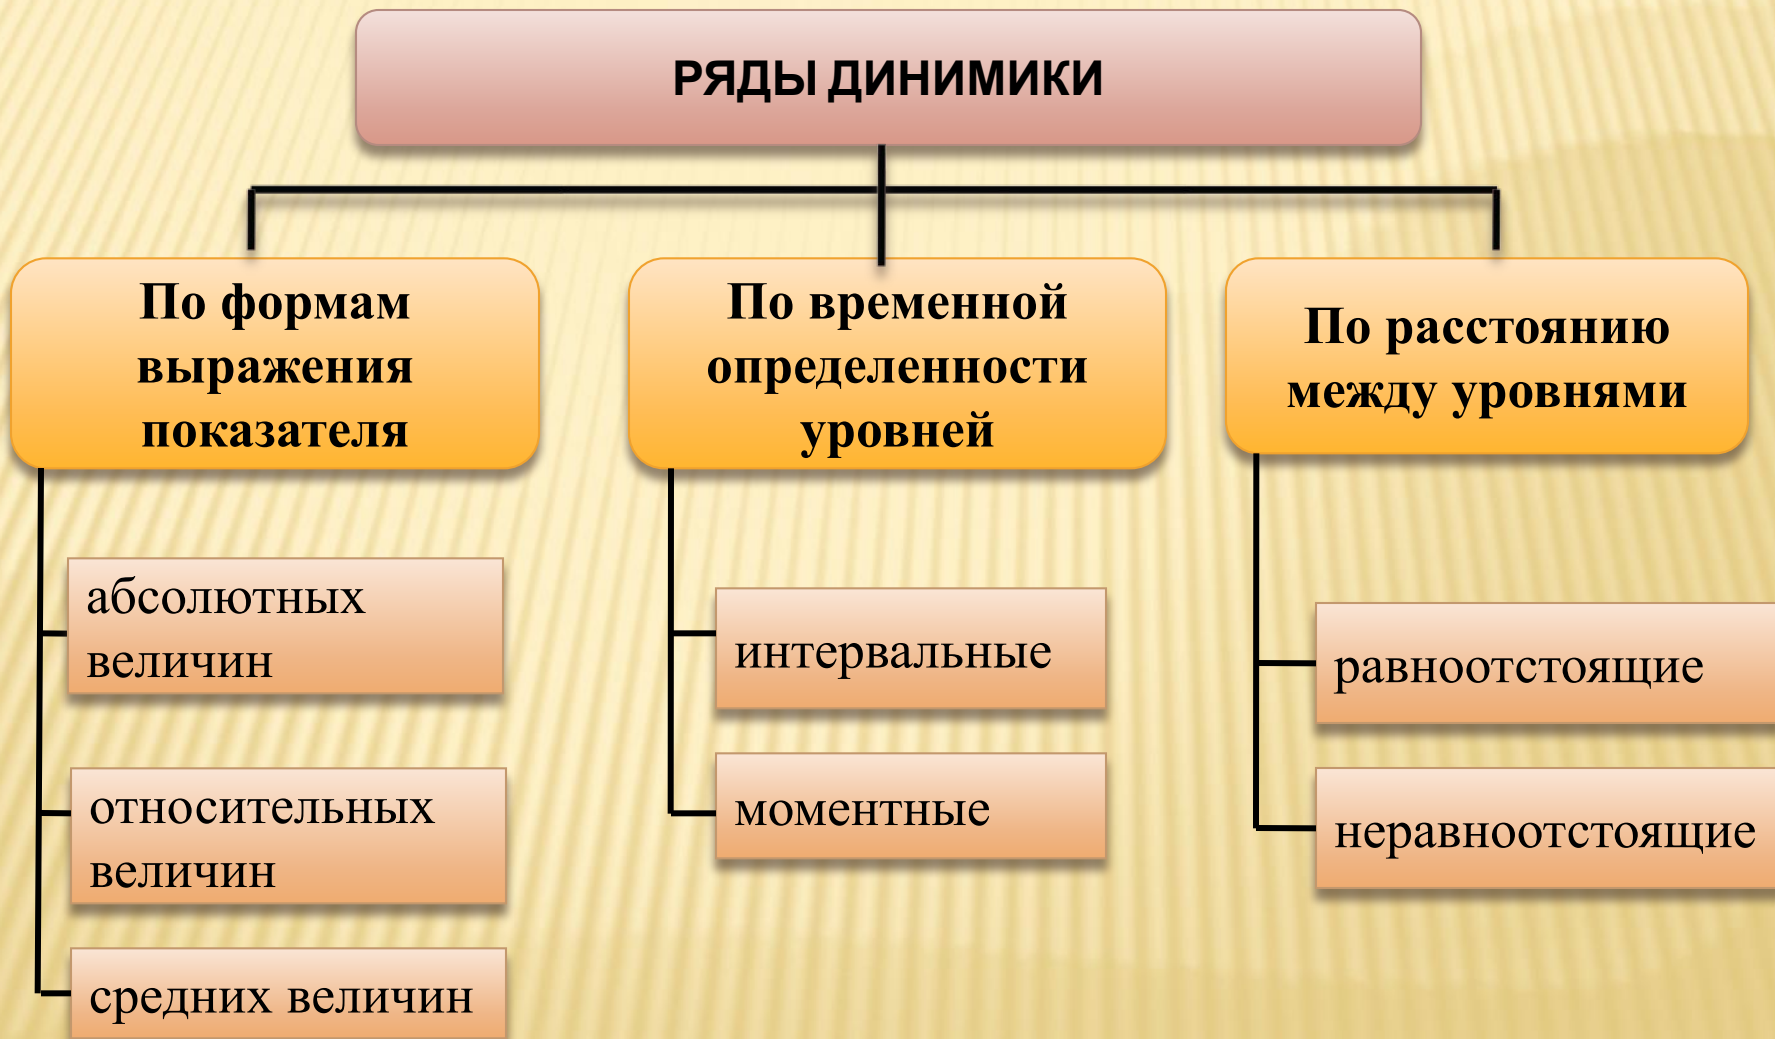 РЯДЫ ДИНИМИКИ
По формам
выражения
показателя
По временной
определенности
уровней
По расстоянию
между уровнями
абсолютных
величин
относительных
величин
средних величин
интервальные
моментные
равноотстоящие
неравноотстоящие